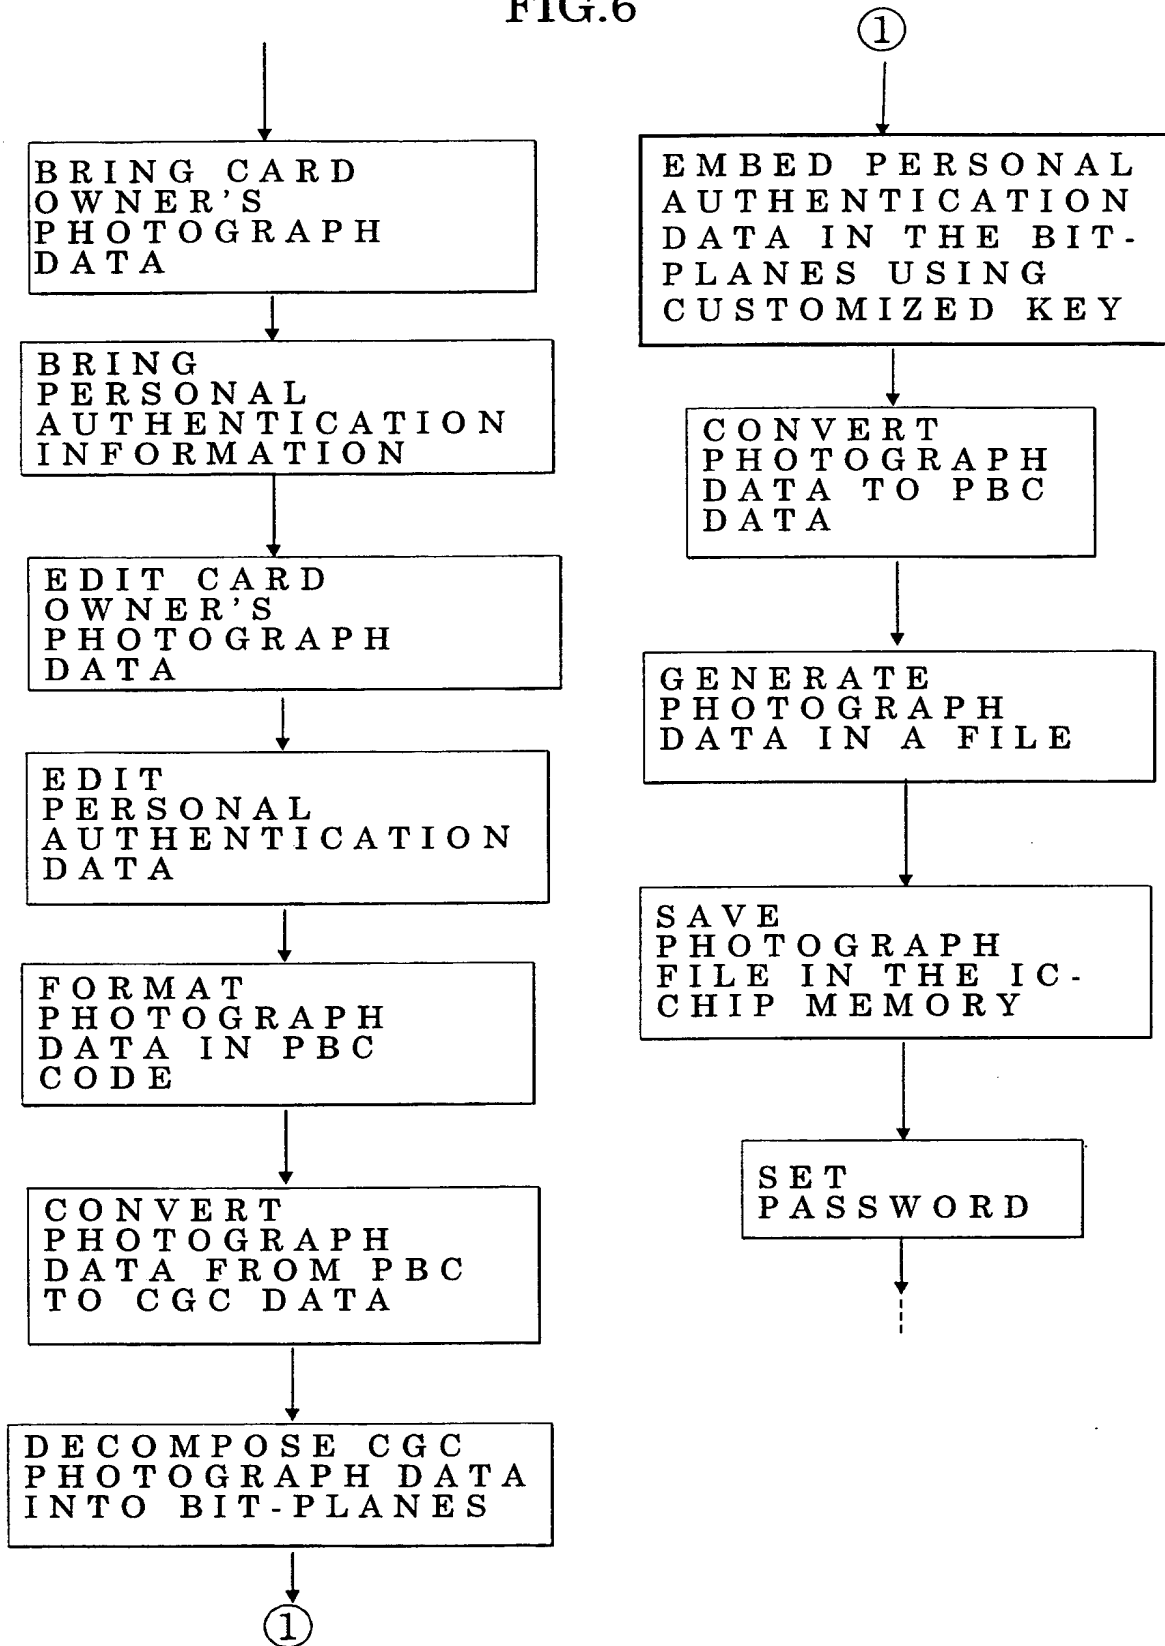 FIG.6
BRING CARD
OWNER'S
PHOTOGRAPH
DATA
BRING
PERSONAL
AUTHENTICATION
INFORMATION
EDIT CARD
OWNER'S
PHOTOGRAPH
DATA
EDIT
PERSONAL
AUTHENTICATION
DATA
FORMAT
PHOTOGRAPH
DATA IN PBC
CODE
CONVERT
PHOTOGRAPH
DATA FROM PBC
TO CGC DATA
DECOMPOSE CGC
PHOTOGRAPH DATA
INTO BIT-PLANES
1
1
EMBED PERSONAL
AUTHENTICATION
DATA IN THE BIT-
PLANES USING
CUSTOMIZED KEY
CONVERT
PHOTOGRAPH
DATA TO PBC
DATA
GENERATE
PHOTOGRAPH
DATA IN A FILE
SAVE
PHOTOGRAPH
FILE IN THE IC-
CHIP MEMORY
SET
PASSWORD